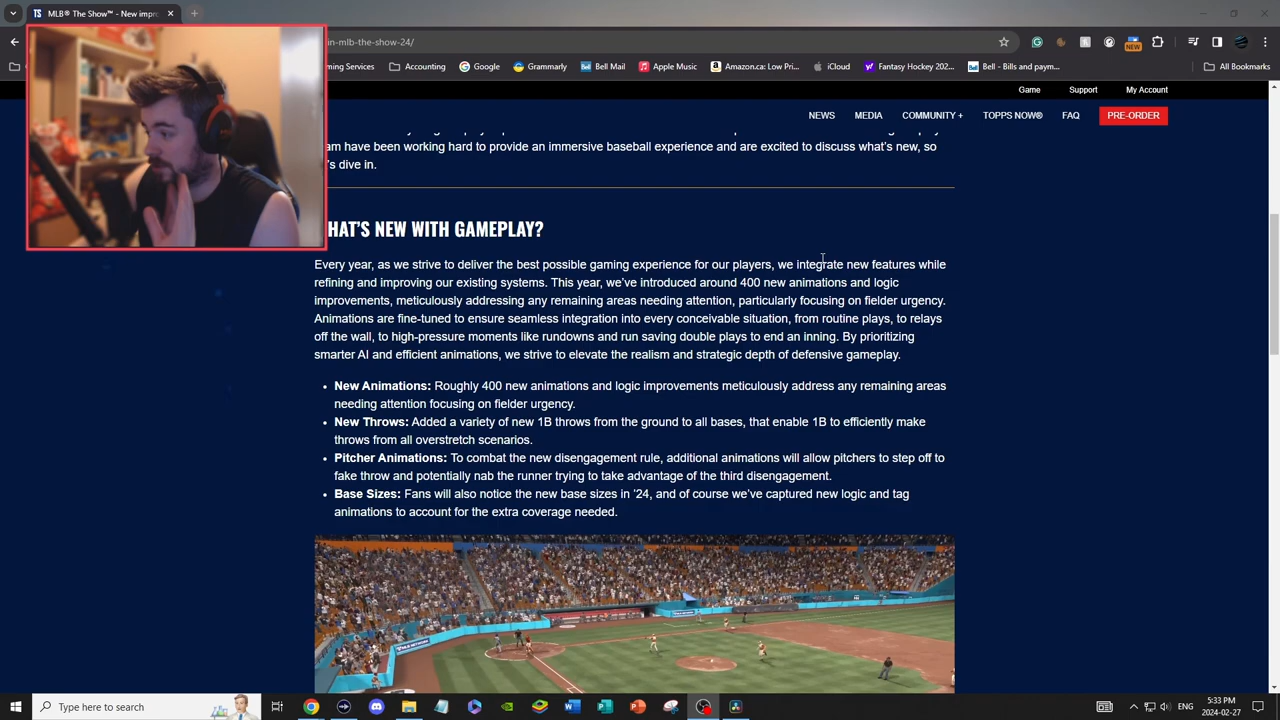 TS MLB® The Show™ - New impro
in-mlb-the-show-24/
NEW
ming Services
Accounting
Google
Grammarly
Bell Mail
Apple Music
Amazon.ca: Low Pri...
iCloud
Fantasy Hockey 202...
Bell - Bills and paym...
All Bookmarks
Game Support My Account
NEWS MEDIA COMMUNITY + TOPPS NOW® FAQ PRE-ORDER
am have been working hard to provide an immersive baseball experience and are excited to discuss what's new, so
's dive in.
HAT'S NEW WITH GAMEPLAY?
Every year, as we strive to deliver the best possible gaming experience for our players, we integrate new features while
refining and improving our existing systems. This year, we've introduced around 400 new animations and logic
improvements, meticulously addressing any remaining areas needing attention, particularly focusing on fielder urgency.
Animations are fine-tuned to ensure seamless integration into every conceivable situation, from routine plays, to relays
off the wall, to high-pressure moments like rundowns and run saving double plays to end an inning. By prioritizing
smarter AI and efficient animations, we strive to elevate the realism and strategic depth of defensive gameplay.
• New Animations: Roughly 400 new animations and logic improvements meticulously address any remaining areas
needing attention focusing on fielder urgency.
• New Throws: Added a variety of new 1B throws from the ground to all bases, that enable 1B to efficiently make
throws from all overstretch scenarios.
• Pitcher Animations: To combat the new disengagement rule, additional animations will allow pitchers to step off to
fake throw and potentially nab the runner trying to take advantage of the third disengagement.
• Base Sizes: Fans will also notice the new base sizes in '24, and of course we've captured new logic and tag
animations to account for the extra coverage needed.
Type here to search
ENG
5:33 PM
2024-02-27